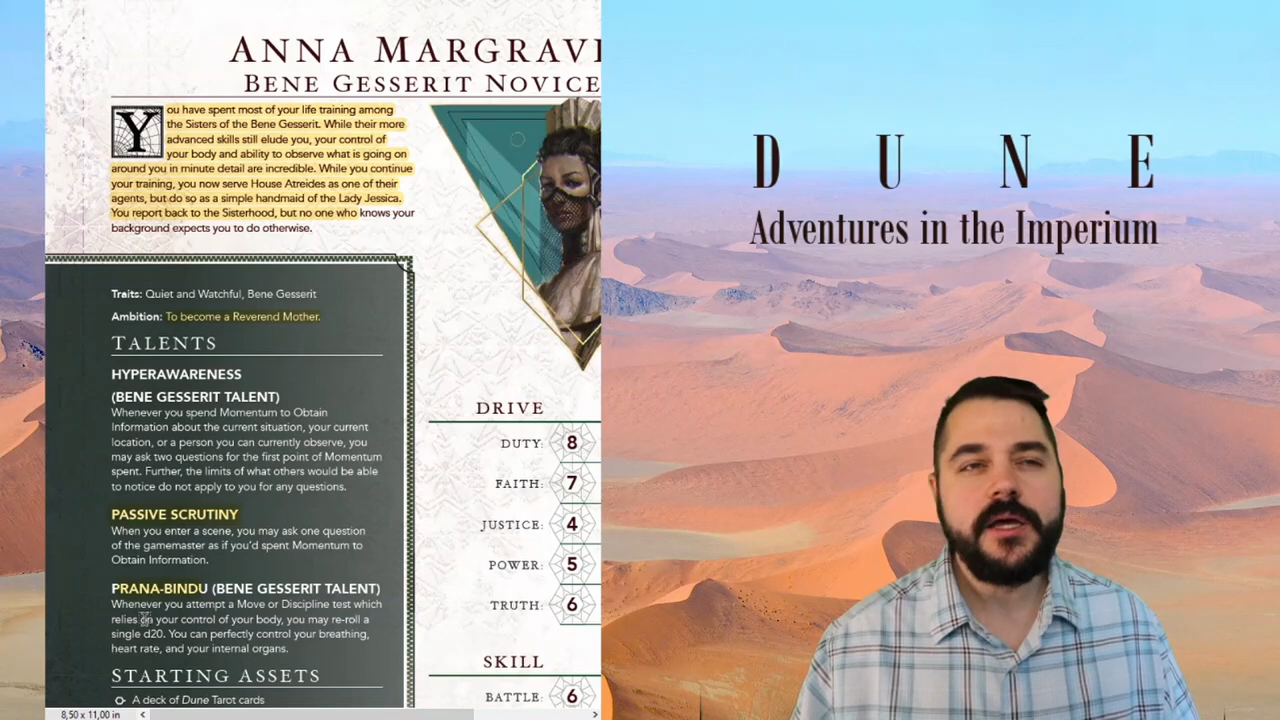 ANNA MARGRAV
BENE GESSERIT NOVICE
You have spent most of your life training among
the Sisters of the Bene Gesserit. While their more
advanced skills still elude you, your control of
your body and ability to observe what is going on
around you in minute detail are incredible. While you continue
your training, you now serve House Atreides as one of their
agents, but do so as a simple handmaid of the Lady Jessica.
You report back to the Sisterhood, but no one who knows your
background expects you to do otherwise.
Traits: Quiet and Watchful, Bene Gesserit
Ambition: To become a Reverend Mother.
TALENTS
HYPERAWARENESS
(BENE GESSERIT TALENT)
Whenever you spend Momentum to Obtain
Information about the current situation, your current
location, or a person you can currently observe, you
may ask two questions for the first point of Momentum
spent. Further, the limits of what others would be able
to notice do not apply to you for any questions.
PASSIVE SCRUTINY
When you enter a scene, you may ask one question
of the gamemaster as if you'd spent Momentum to
Obtain Information.
PRANA-BINDU (BENE GESSERIT TALENT)
Whenever you attempt a Move or Discipline test which
relies on your control of your body, you may re-roll a
single d20. You can perfectly control your breathing,
heart rate, and your internal organs.
STARTING ASSETS
A deck of Dune Tarot cards
DRIVE
DUTY: 8
FAITH: 7
JUSTICE: 4
POWER: 5
TRUTH: 6
SKILL
BATTLE: 6
8,50 x 11,00 in
DUNE
Adventures in the Imperium